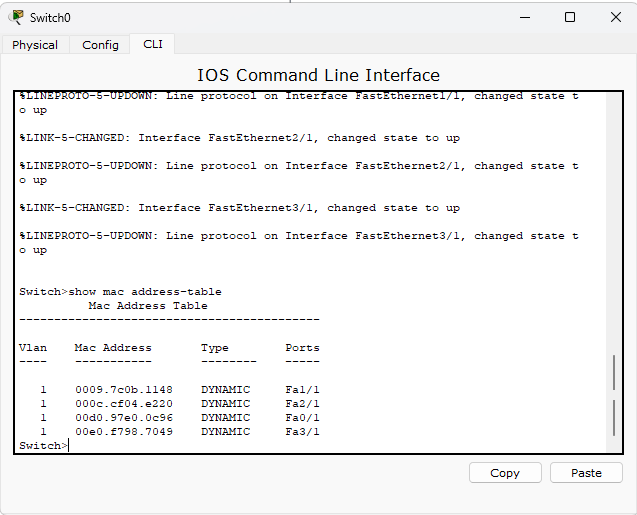 Switch0
Physical Config CLI
IOS Command Line Interface
%LINEPROTO-5-UPDOWN: Line protocol on Interface FastEthernet1/1, changed state t
o up
%LINK-5-CHANGED: Interface FastEthernet2/1, changed state to up
%LINEPROTO-5-UPDOWN: Line protocol on Interface FastEthernet2/1, changed state t
o up
%LINK-5-CHANGED: Interface FastEthernet3/1, changed state to up
%LINEPROTO-5-UPDOWN: Line protocol on Interface FastEthernet3/1, changed state t
o up
Switch>show mac address-table
Mac Address Table
-------------------------------------------
Vlan Mac Address Type Ports
---- ----------- -------- -----
1 0009.7c0b.1148 DYNAMIC Fa1/1
1 000c.cf04.e220 DYNAMIC Fa2/1
1 00d0.97e0.0c96 DYNAMIC Fa0/1
1 00e0.f798.7049 DYNAMIC Fa3/1
Switch>
Copy Paste